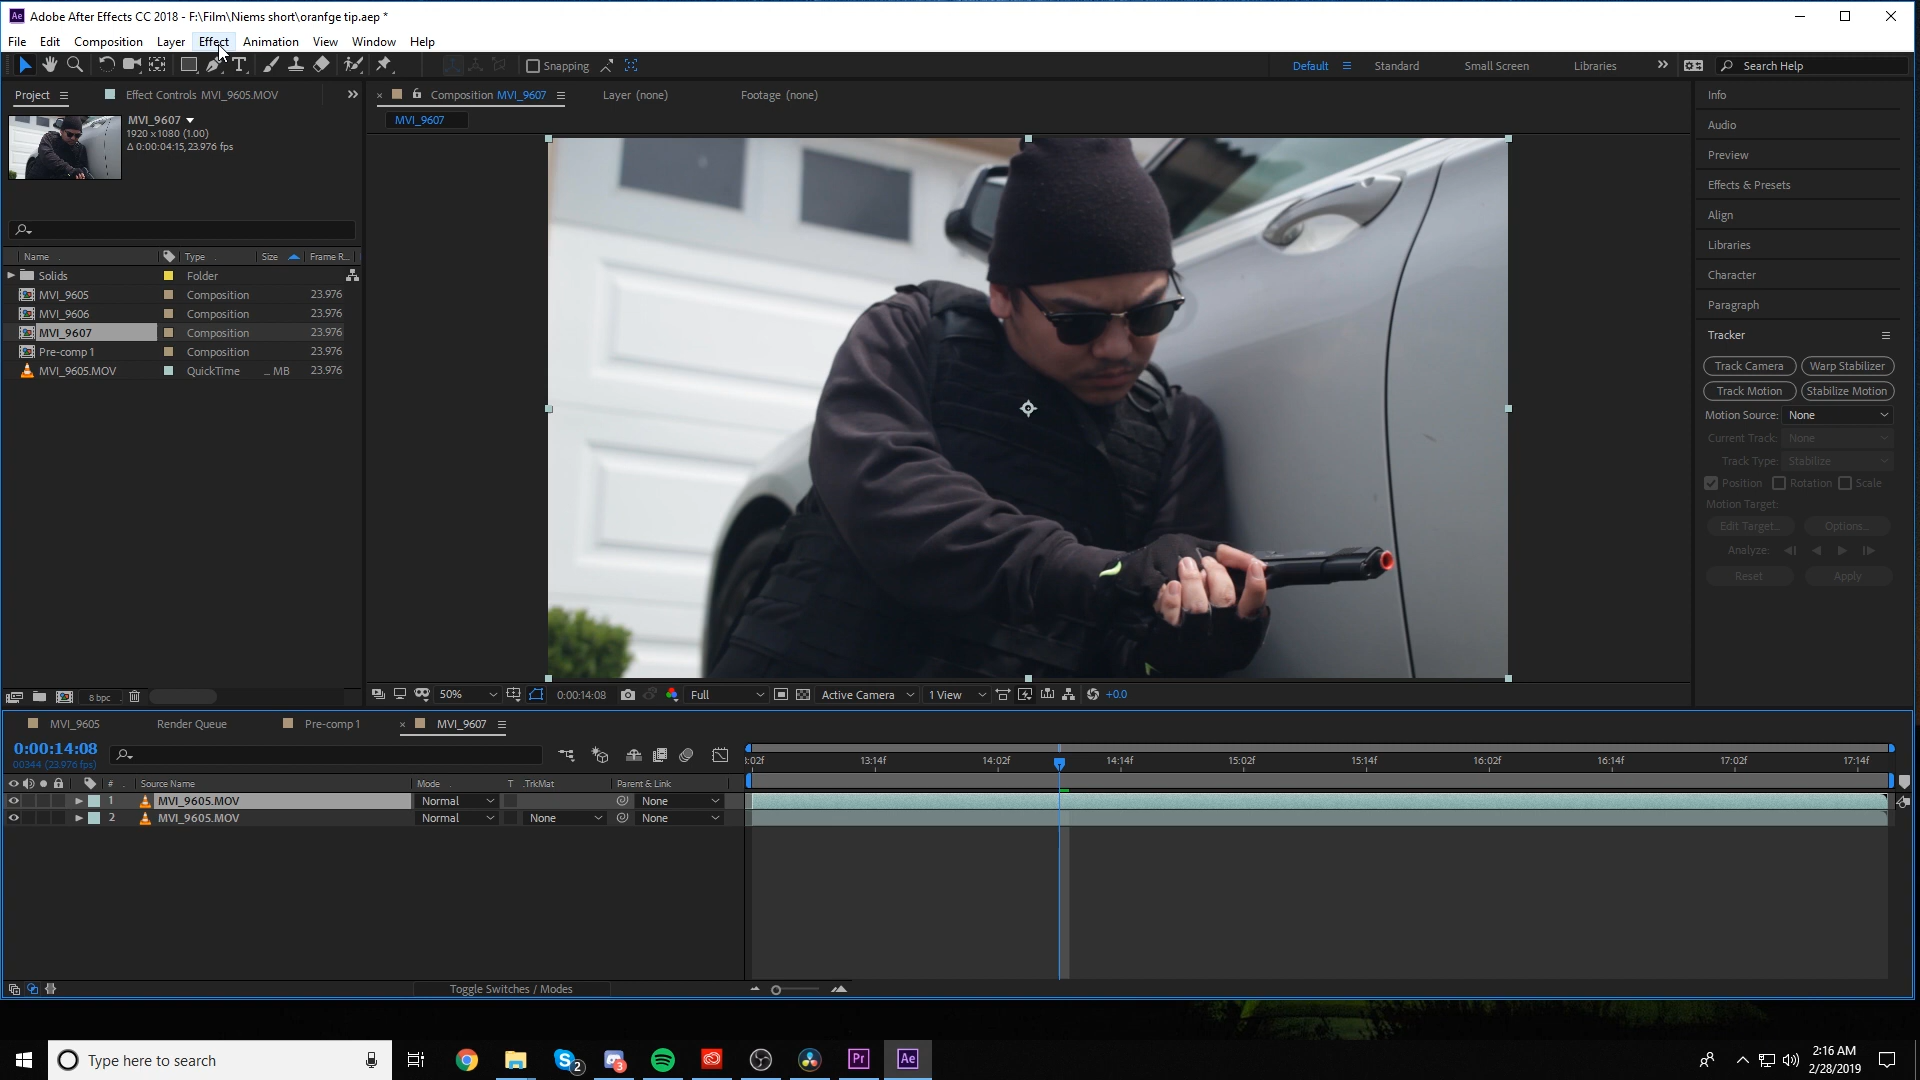 Adobe After Effects CC 2018 - F:\Film\Niems short\oranfge tip.aep *
File Edit Composition Layer Effect Animation View Window Help
Snapping Default Standard Small Screen Libraries Search Help
Project Effect Controls MVI_9605.MOV
Composition MVI_9607 Layer (none) Footage (none)
MVI_9607
MVI_9607
1920 x 1080 (1.00)
Δ 0:00:04:15, 23.976 fps
Name Type Size Frame R...
Solids Folder
MVI_9605 Composition 23.976
MVI_9606 Composition 23.976
MVI_9607 Composition 23.976
Pre-comp 1 Composition 23.976
MVI_9605.MOV QuickTime ... MB 23.976
8 bpc
50% 0:00:14:08 Full Active Camera 1 View +0.0
Info
Audio
Preview
Effects & Presets
Align
Libraries
Character
Paragraph
Tracker
Track Camera Warp Stabilizer
Track Motion Stabilize Motion
Motion Source: None
Current Track: None
Track Type: Stabilize
Position Rotation Scale
Motion Target:
Edit Target... Options...
Analyze:
Reset Apply
MVI_9605 Render Queue Pre-comp 1 MVI_9607
0:00:14:08
00344 (23.976 fps)
:02f 13:14f 14:02f 14:14f 15:02f 15:14f 16:02f 16:14f 17:02f 17:14f
# Source Name Mode T .TrkMat Parent & Link
1 MVI_9605.MOV Normal None
2 MVI_9605.MOV Normal None None
Toggle Switches / Modes
Type here to search
2
3
Pr
Ae
2:16 AM
2/28/2019